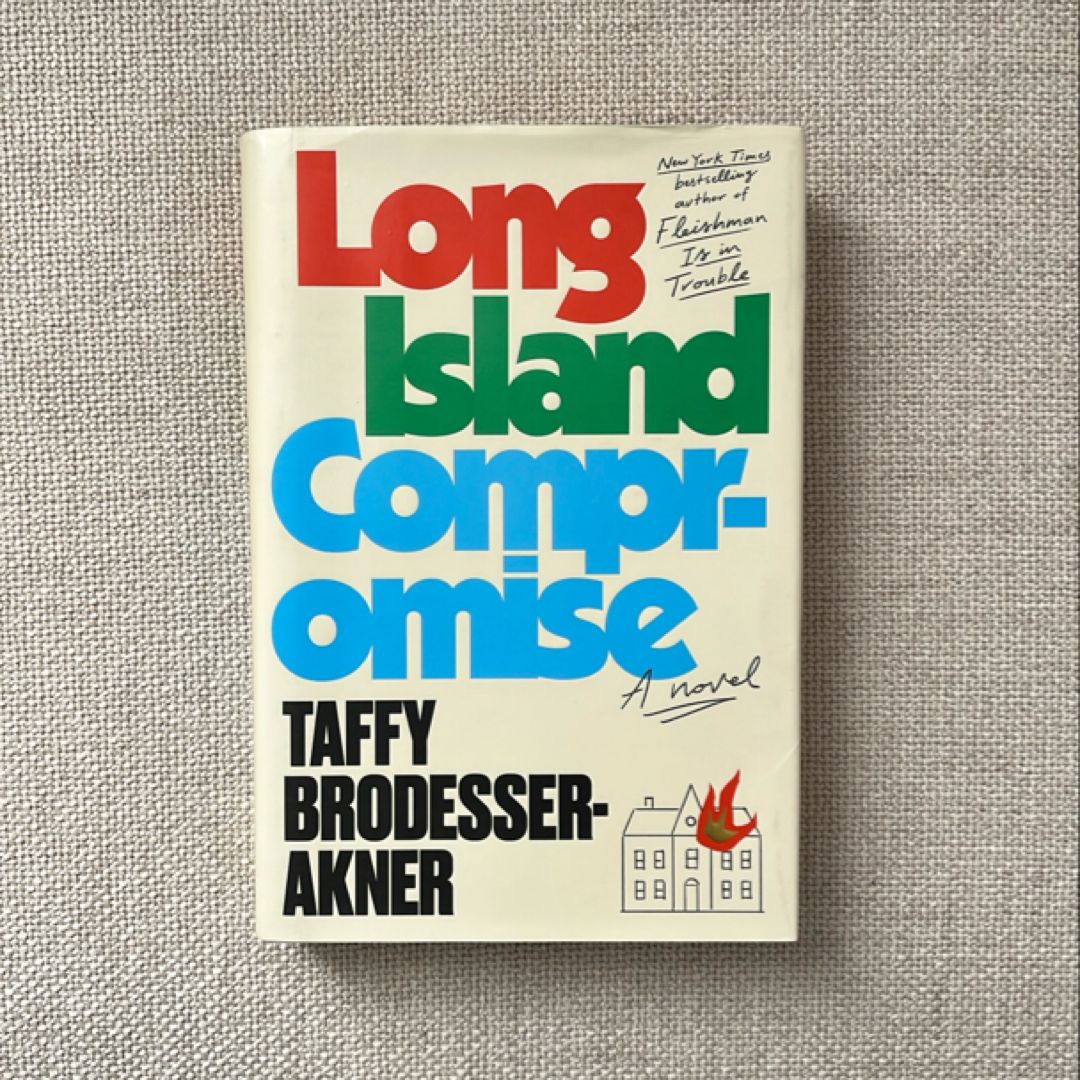 Long
New York Times
bestselling
author of
Fleishman
Is in
Trouble
Island
Compr-
omise
A novel
TAFFY
BRODESSER-
AKNER